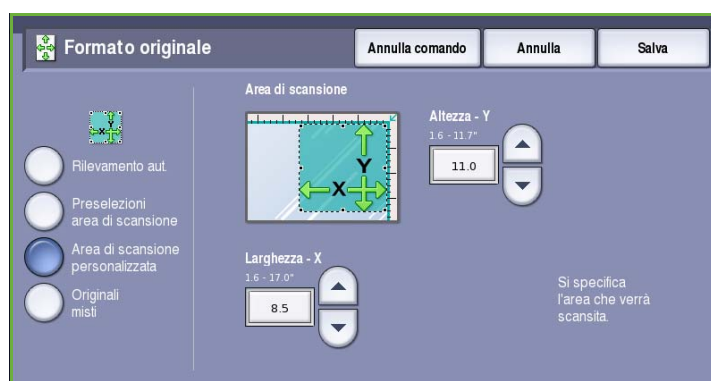 Formato originale
Annulla comando
Annulla
Salva
Rilevamento aut.
Preselezioni
area di scansione
Area di scansione
personalizzata
Originali
misti
Area di scansione
Y
X
Altezza - Y
1.6 - 11.7"
11.0
Larghezza - X
1.6 - 17.0"
8.5
Si specifica
l'area che verrà
scansita.